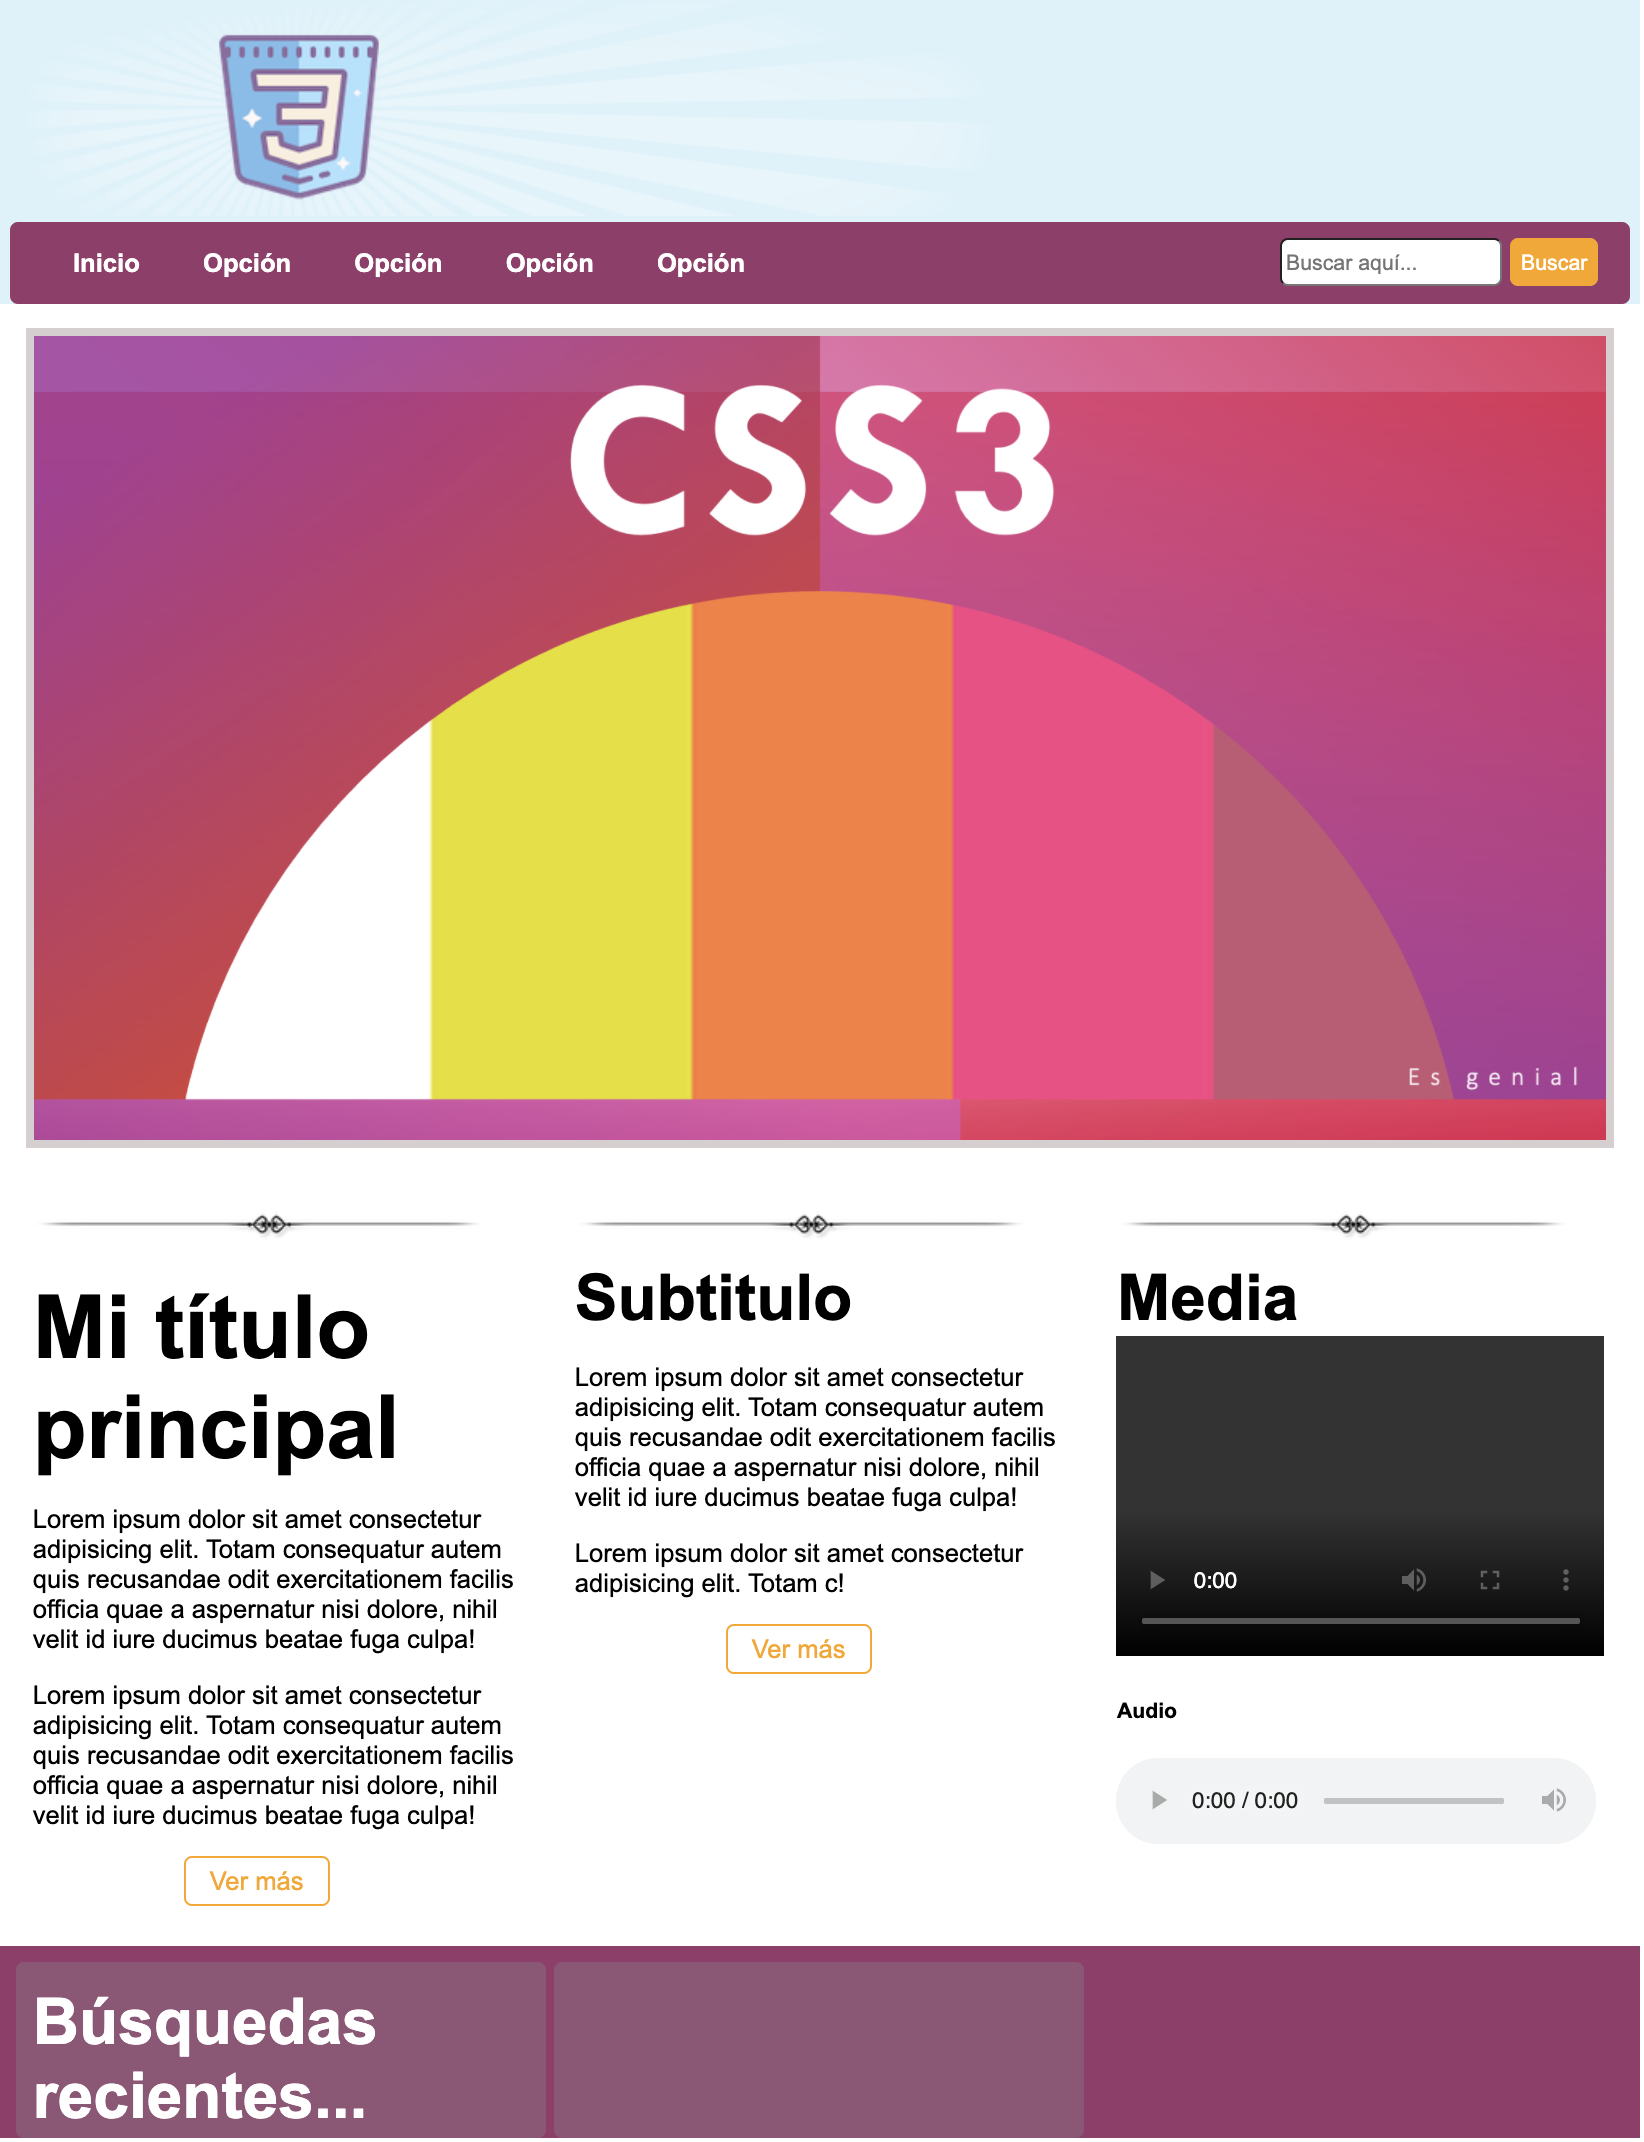 3
Inicio Opción Opción Opción Opción Buscar aquí... Buscar
CSS3
Es genial
Mi título
principal
Lorem ipsum dolor sit amet consectetur
adipisicing elit. Totam consequatur autem
quis recusandae odit exercitationem facilis
officia quae a aspernatur nisi dolore, nihil
velit id iure ducimus beatae fuga culpa!
Lorem ipsum dolor sit amet consectetur
adipisicing elit. Totam consequatur autem
quis recusandae odit exercitationem facilis
officia quae a aspernatur nisi dolore, nihil
velit id iure ducimus beatae fuga culpa!
Ver más
Subtitulo
Lorem ipsum dolor sit amet consectetur
adipisicing elit. Totam consequatur autem
quis recusandae odit exercitationem facilis
officia quae a aspernatur nisi dolore, nihil
velit id iure ducimus beatae fuga culpa!
Lorem ipsum dolor sit amet consectetur
adipisicing elit. Totam c!
Ver más
Media
0:00
Audio
0:00 / 0:00
Búsquedas
recientes...